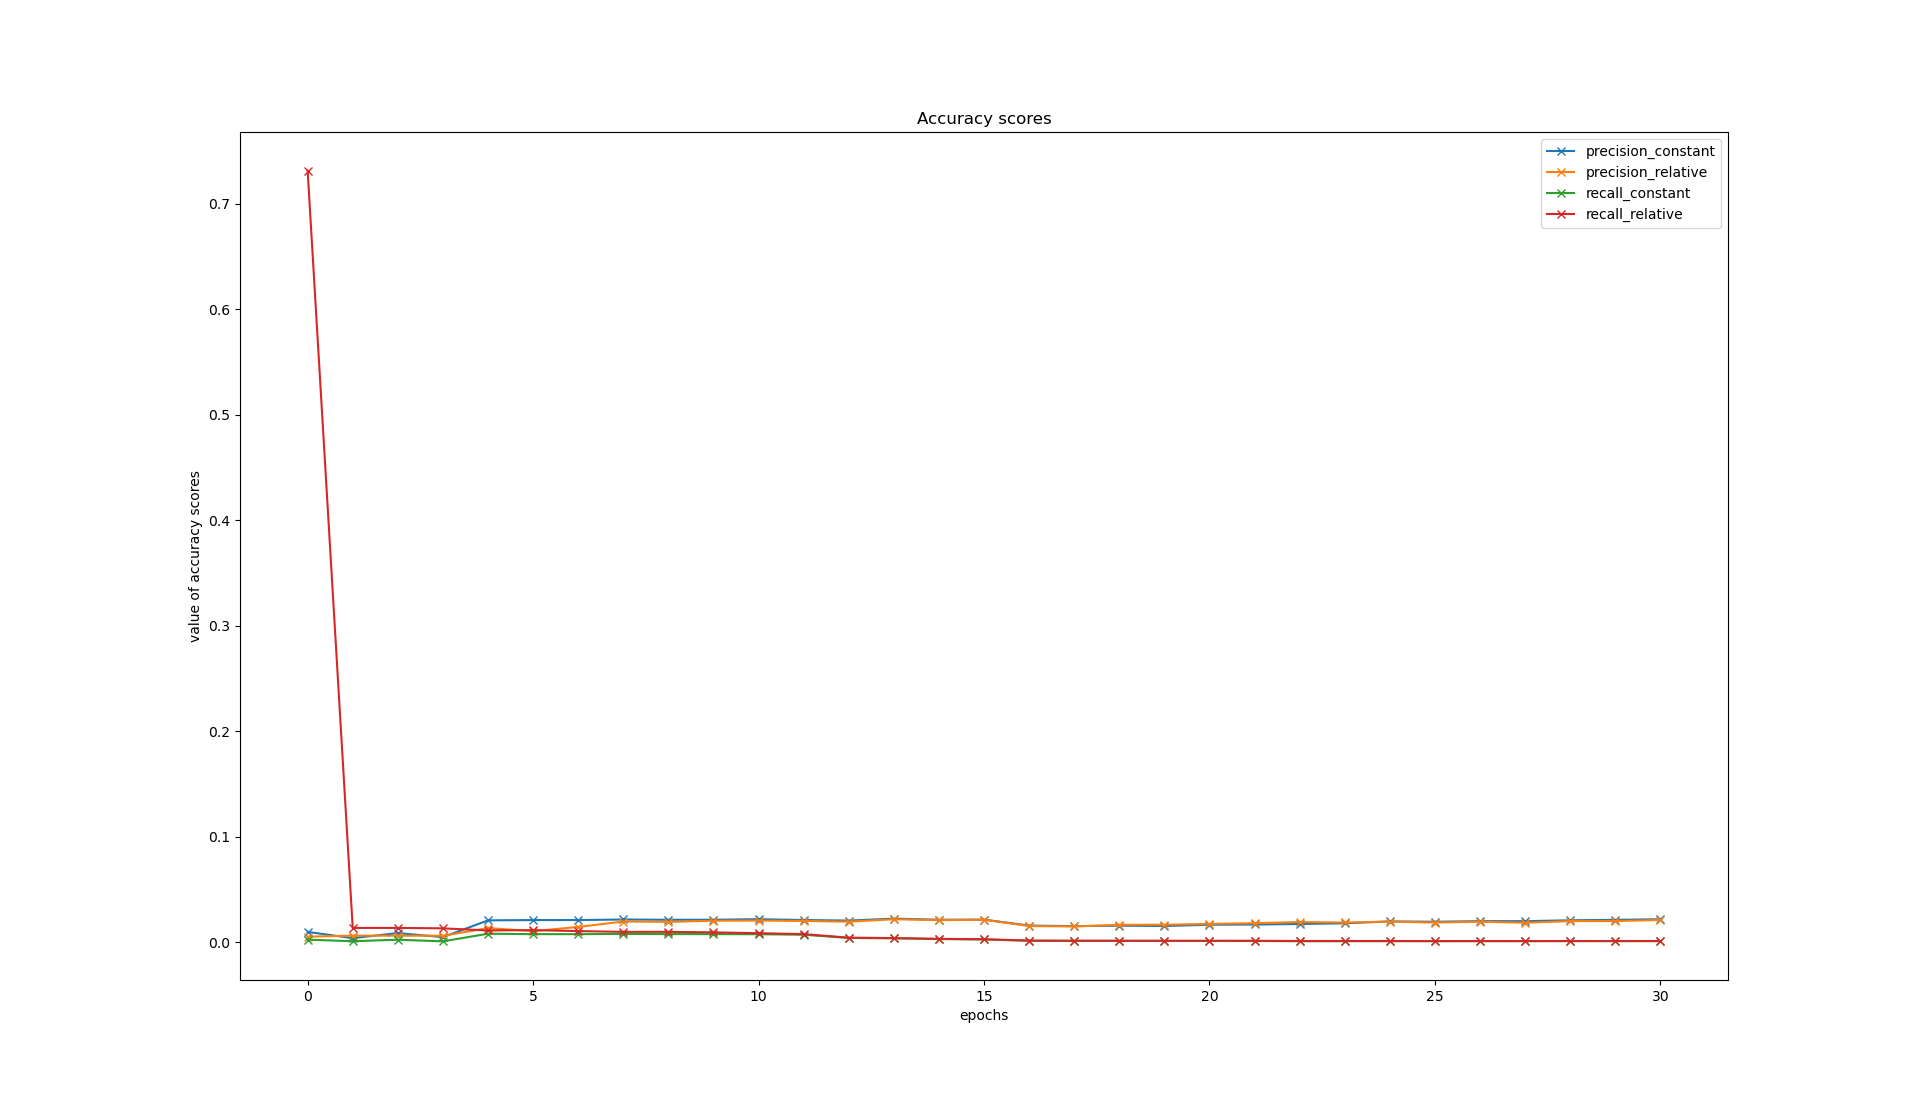 Accuracy scores
precision_constant
precision_relative
recall_constant
recall_relative
value of accuracy scores
0.7
0.6
0.5
0.4
0.3
0.2
0.1
0.0
0 5 10 15 20 25 30
epochs